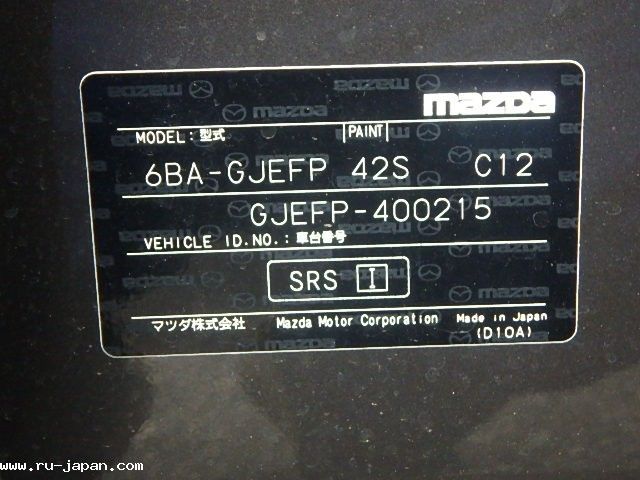 mazda
MODEL: 型式 PAINT
6BA-GJEFP 42S C12
GJEFP-400215
VEHICLE ID.NO.: 車台番号
SRS I
マツダ株式会社 Mazda Motor Corporation Made in Japan
(D10A)
www.ru-japan.com